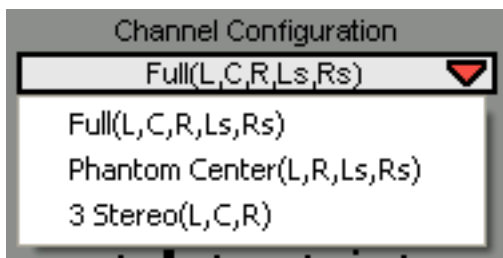 Channel Configuration
Full(L,C,R,Ls,Rs)
Full(L,C,R,Ls,Rs)
Phantom Center(L,R,Ls,Rs)
3 Stereo(L,C,R)